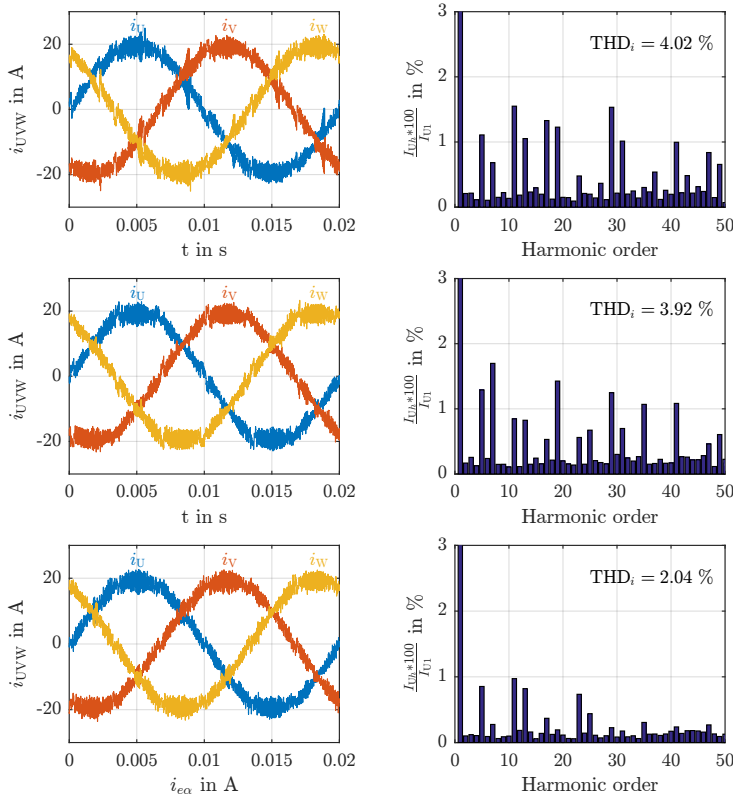 i_U i_V i_W
20
0
-20
i_UVW in A
0 0.005 0.01 0.015 0.02
t in s
THD_i = 4.02 %
3
2
1
0
I_Uh*100 / I_U1 in %
0 10 20 30 40 50
Harmonic order
i_U i_V i_W
20
0
-20
i_UVW in A
0 0.005 0.01 0.015 0.02
t in s
THD_i = 3.92 %
3
2
1
0
I_Uh*100 / I_U1 in %
0 10 20 30 40 50
Harmonic order
i_U i_V i_W
20
0
-20
i_UVW in A
0 0.005 0.01 0.015 0.02
i_eα in A
THD_i = 2.04 %
3
2
1
0
I_Uh*100 / I_U1 in %
0 10 20 30 40 50
Harmonic order